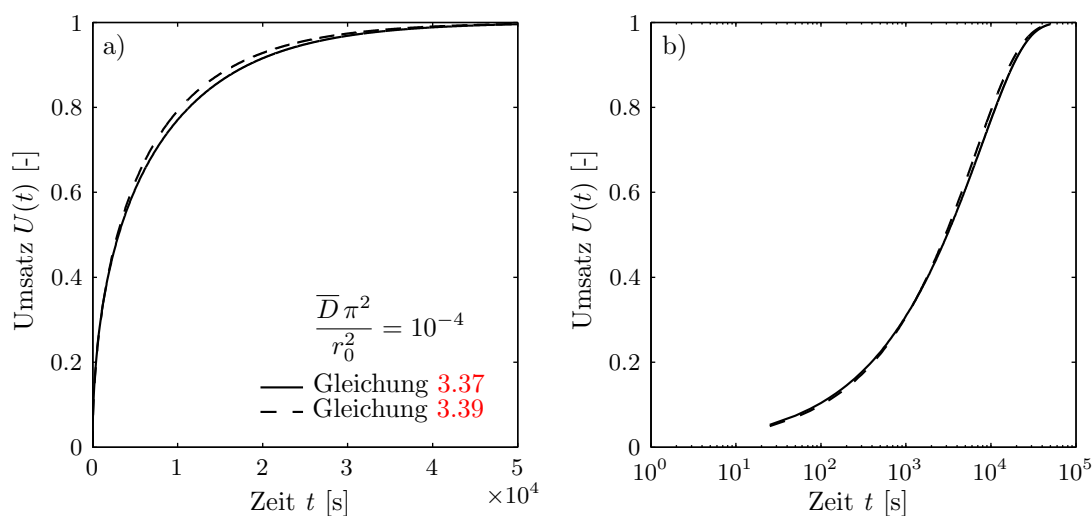 a)
Umsatz U(t) [-]
1
0.8
0.6
0.4
0.2
0
D̅ π² / r₀² = 10⁻⁴
Gleichung 3.37
Gleichung 3.39
0 1 2 3 4 5
×10⁴
Zeit t [s]
b)
Umsatz U(t) [-]
1
0.8
0.6
0.4
0.2
0
10⁰ 10¹ 10² 10³ 10⁴ 10⁵
Zeit t [s]